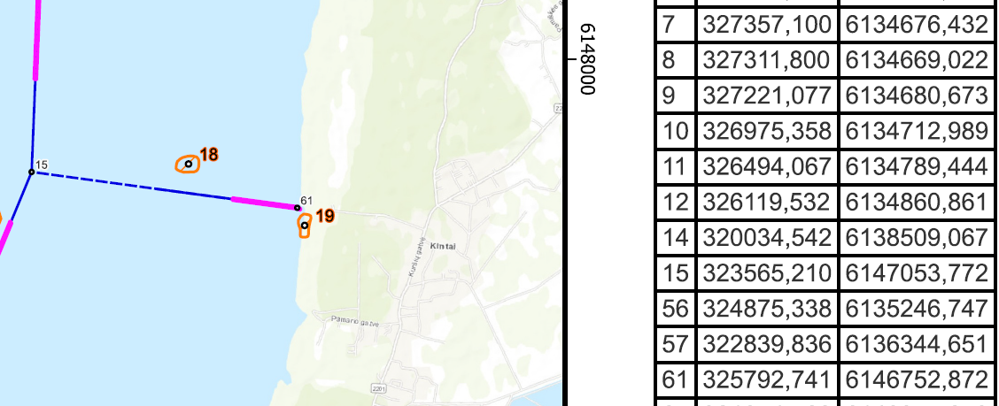 6148000
15
18
61
19
Kintai
Kuršių gatvė
Pamario gatvė
2201
7 327357,100 6134676,432
8 327311,800 6134669,022
9 327221,077 6134680,673
10 326975,358 6134712,989
11 326494,067 6134789,444
12 326119,532 6134860,861
14 320034,542 6138509,067
15 323565,210 6147053,772
56 324875,338 6135246,747
57 322839,836 6136344,651
61 325792,741 6146752,872